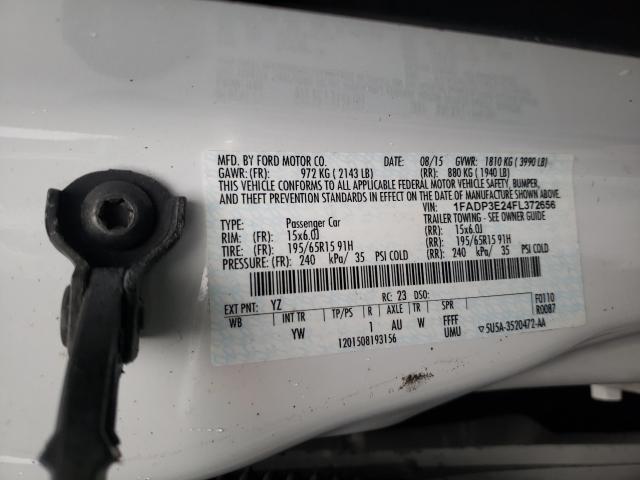 MFD. BY FORD MOTOR CO. DATE: 08/15 GVWR: 1810 KG ( 3990 LB)
GAWR: (FR): 972 KG ( 2143 LB) (RR): 880 KG ( 1940 LB)
THIS VEHICLE CONFORMS TO ALL APPLICABLE FEDERAL MOTOR VEHICLE SAFETY, BUMPER,
AND THEFT PREVENTION STANDARDS IN EFFECT ON THE DATE OF MANUFACTURE SHOWN ABOVE.
VIN: 1FADP3E24FL372656
TYPE: Passenger Car TRAILER TOWING - SEE OWNER GUIDE
RIM: (FR): 15x6.0J (RR): 15x6.0J
TIRE: (FR): 195/65R15 91H (RR): 195/65R15 91H
PRESSURE: (FR): 240 kPa/ 35 PSI COLD (RR): 240 kPa/ 35 PSI COLD
EXT PNT: YZ RC: 23 DSO: F0110
WB INT TR TP/PS R AXLE TR SPR R0087
YW 1 AU W FFFF
UMU
1201508193156 ▽5U5A-3520472-AA